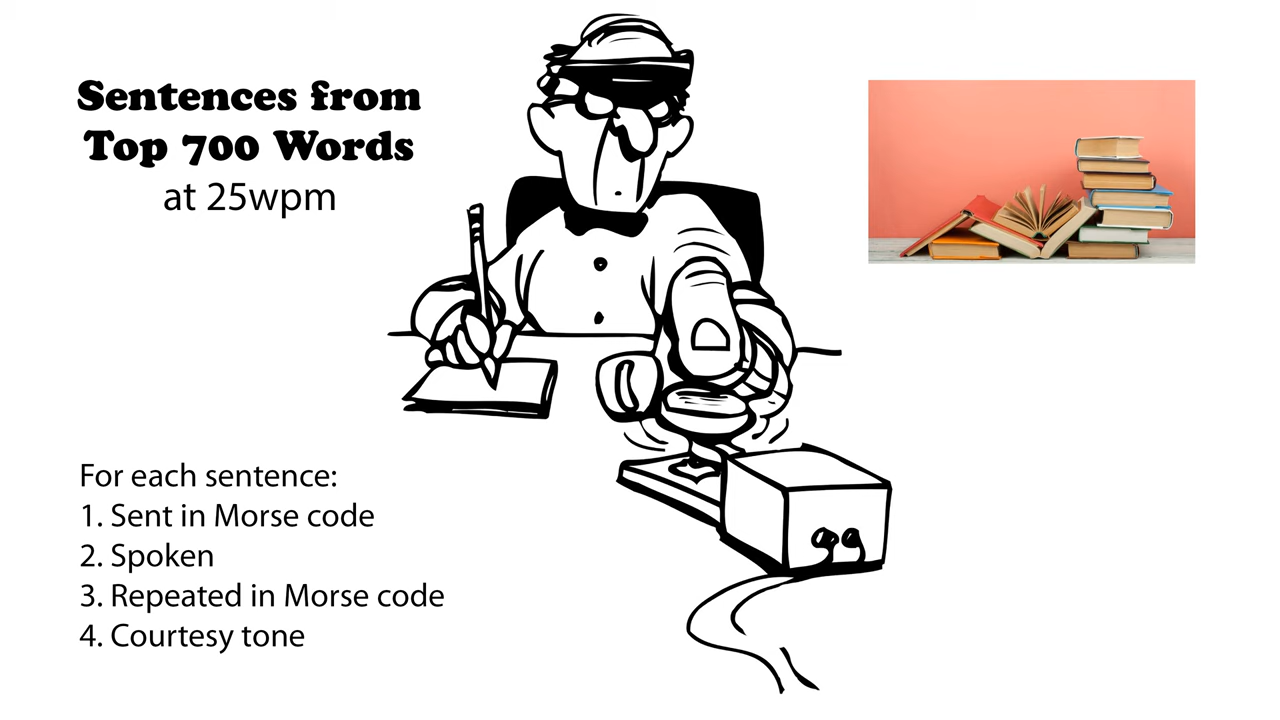 Sentences from
Top 700 Words
at 25wpm
For each sentence:
1. Sent in Morse code
2. Spoken
3. Repeated in Morse code
4. Courtesy tone